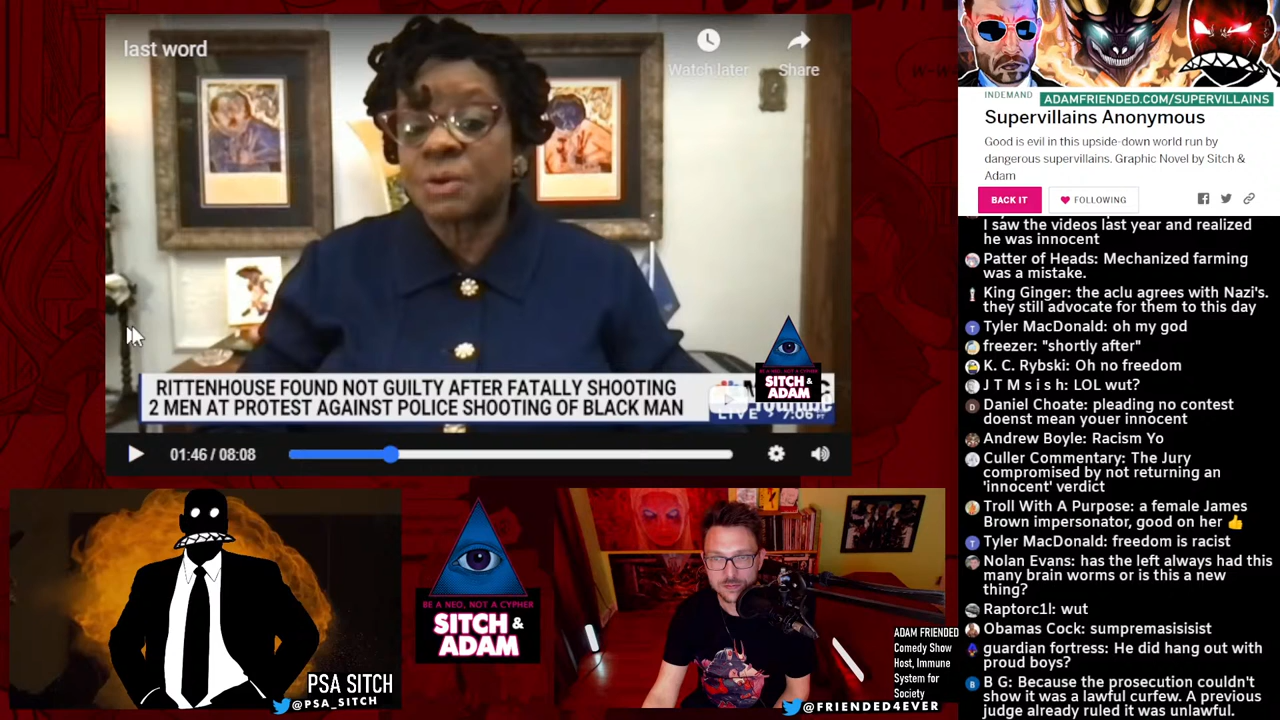 last word
Watch later
Share
RITTENHOUSE FOUND NOT GUILTY AFTER FATALLY SHOOTING
2 MEN AT PROTEST AGAINST POLICE SHOOTING OF BLACK MAN
LIVE
BE A NEO, NOT A CYPHER
SITCH &
ADAM
01:46 / 08:08
PSA SITCH
@PSA_SITCH
BE A NEO, NOT A CYPHER
SITCH &
ADAM
ADAM FRIENDED
Comedy Show
Host, Immune
System for
Society
@FRIENDED4EVER
INDEMAND
ADAMFRIENDED.COM/SUPERVILLAINS
Supervillains Anonymous
Good is evil in this upside-down world run by
dangerous supervillains. Graphic Novel by Sitch &
Adam
BACK IT
FOLLOWING
I saw the videos last year and realized
he was innocent
Patter of Heads: Mechanized farming
was a mistake.
King Ginger: the aclu agrees with Nazi's.
they still advocate for them to this day
Tyler MacDonald: oh my god
freezer: "shortly after"
K. C. Rybski: Oh no freedom
J T M s i s h: LOL wut?
Daniel Choate: pleading no contest
doenst mean youer innocent
Andrew Boyle: Racism Yo
Culler Commentary: The Jury
compromised by not returning an
'innocent' verdict
Troll With A Purpose: a female James
Brown impersonator, good on her 👍
Tyler MacDonald: freedom is racist
Nolan Evans: has the left always had this
many brain worms or is this a new
thing?
Raptorc1l: wut
Obamas Cock: sumpremasisisist
guardian fortress: He did hang out with
proud boys?
B G: Because the prosecution couldn't
show it was a lawful curfew. A previous
judge already ruled it was unlawful.